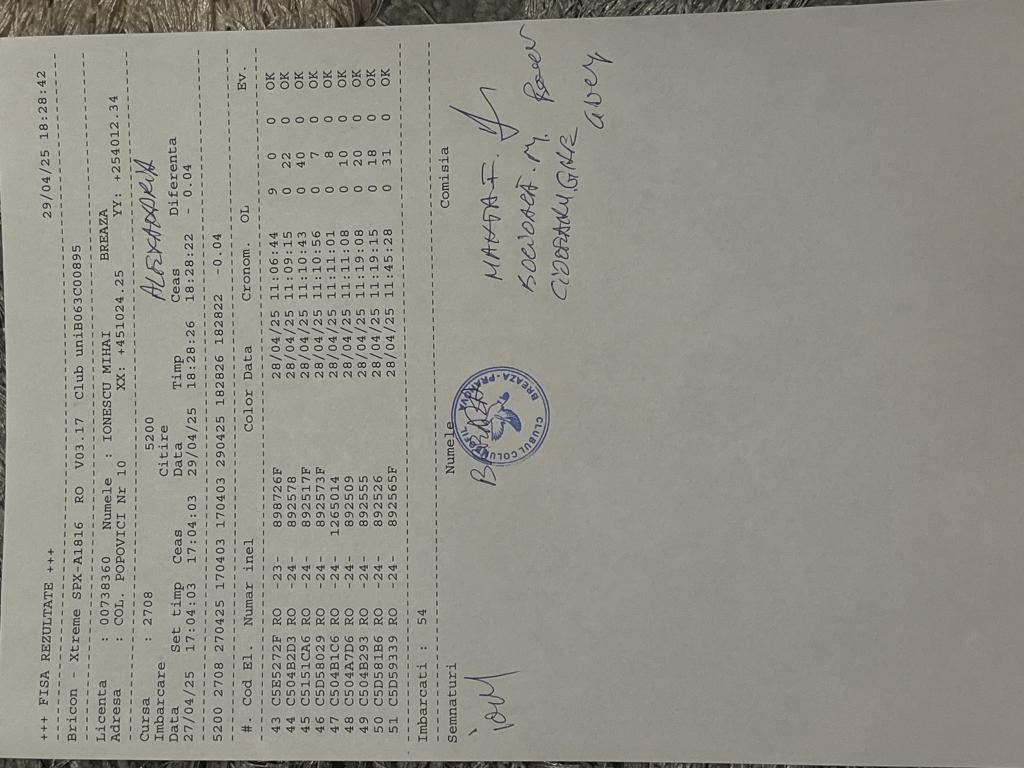 +++ FISA REZULTATE +++ 29/04/25 18:28:42
Bricon - Xtreme SPX-A1816 RO V03.17 Club uniB063C00895
Licenta : 00738360 Numele : IONESCU MIHAI BREAZA
Adresa : COL. POPOVICI Nr 10 XX: +451024.25 YY: +254012.34
Cursa : 2708 5200 ALEXANDRIA
Imbarcare Citire
Data Set timp Ceas Data Timp Ceas Diferenta
27/04/25 17:04:03 17:04:03 29/04/25 18:28:26 18:28:22 - 0.04
5200 2708 270425 170403 170403 290425 182826 182822 -0.04
#. Cod El. Numar inel Color Data Cronom. OL Ev.
43 C5E5272F RO -23- 898726F 28/04/25 11:06:44 9 0 0 OK
44 C504B2D3 RO -24- 892578 28/04/25 11:09:15 0 22 0 OK
45 C5151CA6 RO -24- 892517F 28/04/25 11:10:43 0 40 0 OK
46 C5D58029 RO -24- 892573F 28/04/25 11:10:56 0 7 0 OK
47 C504B1C6 RO -24- 1265014 28/04/25 11:11:01 0 8 0 OK
48 C504A7D6 RO -24- 892509 28/04/25 11:11:08 0 10 0 OK
49 C504B293 RO -24- 892555 28/04/25 11:19:08 0 20 0 OK
50 C5D581B6 RO -24- 892526 28/04/25 11:19:15 0 18 0 OK
51 C5D59339 RO -24- 892565F 28/04/25 11:45:28 0 31 0 OK
Imbarcati : 54
Semnaturi Numele Comisia
CLUBUL COLUMBOFIL
BREAZA-PRAHOVA